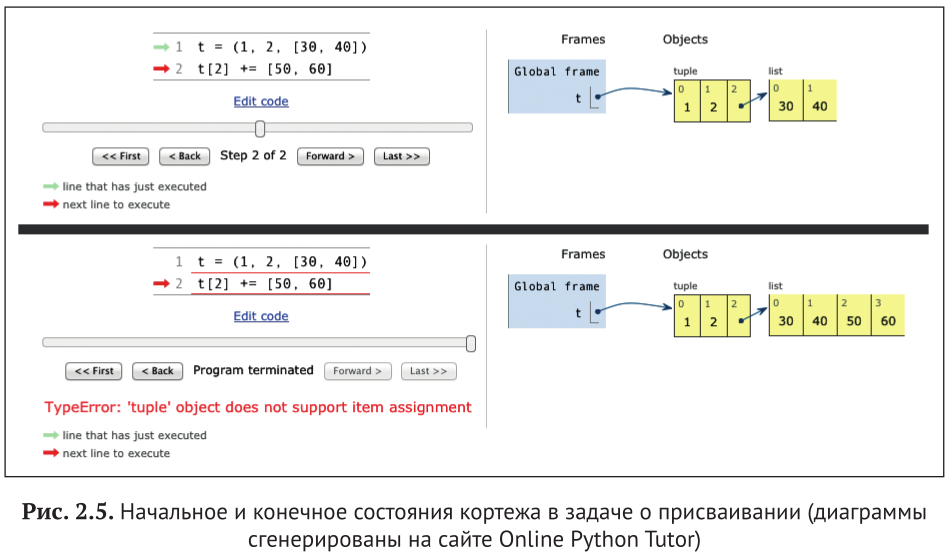 1 t = (1, 2, [30, 40])
2 t[2] += [50, 60]
Edit code
<< First < Back Step 2 of 2 Forward > Last >>
line that has just executed
next line to execute
Frames Objects
Global frame
t
tuple list
0 1 2 0 1
1 2 30 40
1 t = (1, 2, [30, 40])
2 t[2] += [50, 60]
Edit code
<< First < Back Program terminated Forward > Last >>
TypeError: 'tuple' object does not support item assignment
line that has just executed
next line to execute
Frames Objects
Global frame
t
tuple list
0 1 2 0 1 2 3
1 2 30 40 50 60
Рис. 2.5. Начальное и конечное состояния кортежа в задаче о присваивании (диаграммы
сгенерированы на сайте Online Python Tutor)